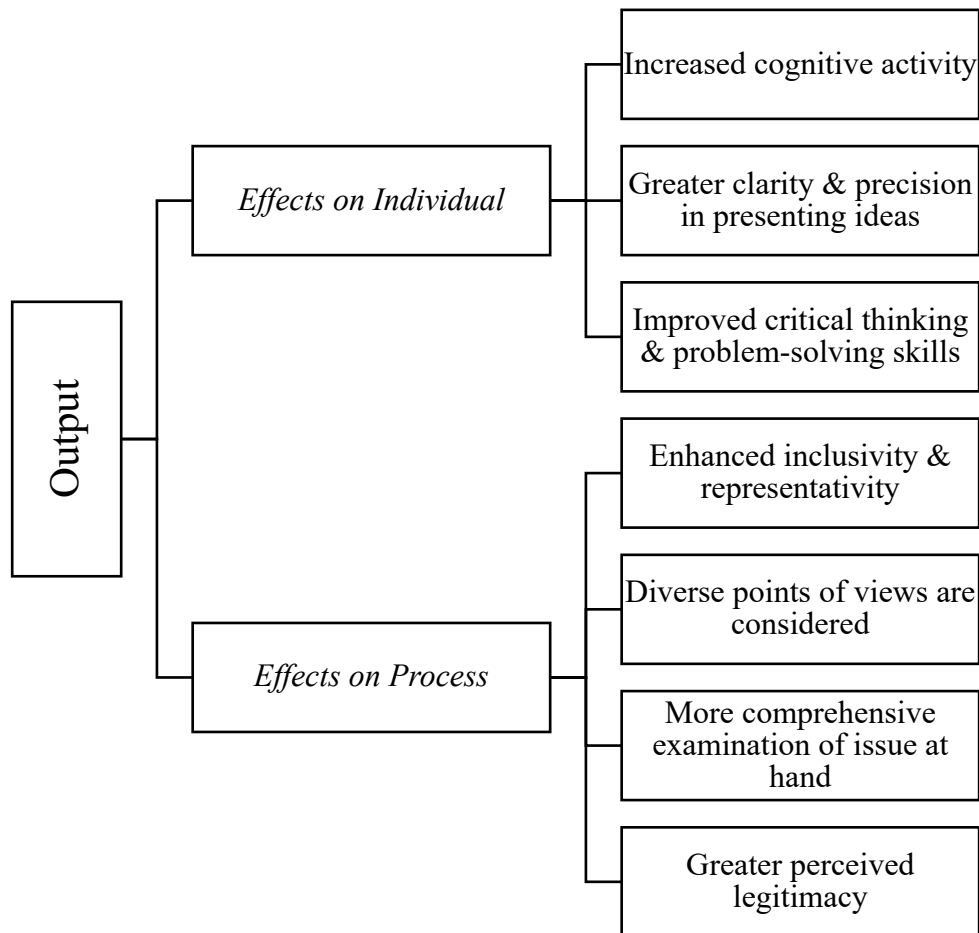 Output
Effects on Individual
Increased cognitive activity
Greater clarity & precision
in presenting ideas
Improved critical thinking
& problem-solving skills
Effects on Process
Enhanced inclusivity &
representativity
Diverse points of views are
considered
More comprehensive
examination of issue at
hand
Greater perceived
legitimacy